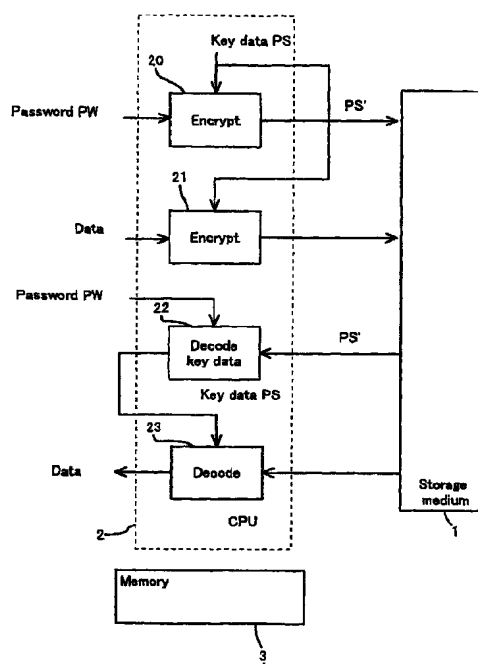 Key data PS
20
Password PW
Encrypt
PS'
21
Data
Encrypt
Password PW
22
Decode
key data
PS'
Key data PS
23
Data
Decode
Storage
medium
2
CPU
1
Memory
3